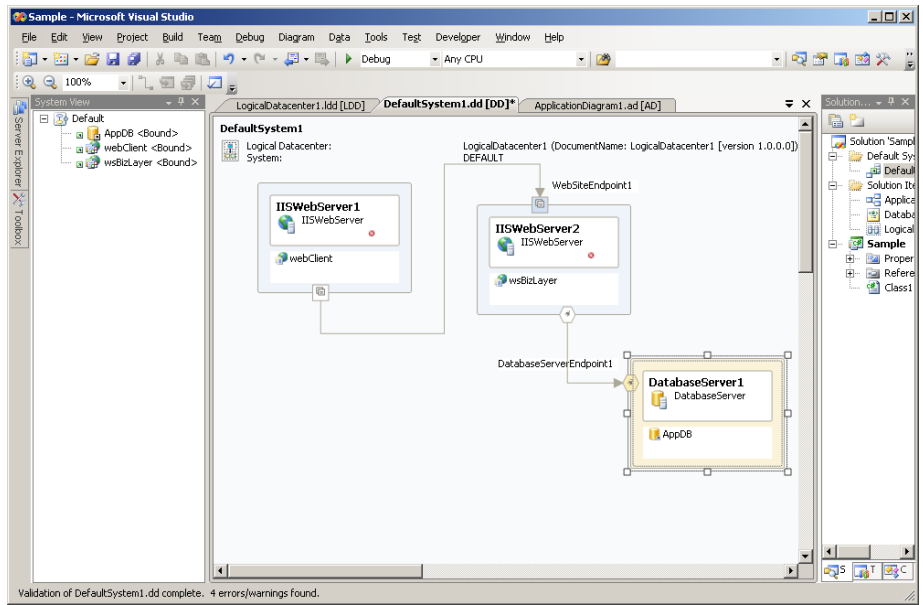 Sample - Microsoft Visual Studio
File Edit View Project Build Team Debug Diagram Data Tools Test Developer Window Help
Debug Any CPU
100%
System View
LogicalDatacenter1.ldd [LDD] DefaultSystem1.dd [DD]* ApplicationDiagram1.ad [AD]
Solution...
Server Explorer
Toolbox
Default
AppDB <Bound>
webClient <Bound>
wsBizLayer <Bound>
DefaultSystem1
Logical Datacenter: LogicalDatacenter1 (DocumentName: LogicalDatacenter1 [version 1.0.0.0])
System: DEFAULT
WebSiteEndpoint1
IISWebServer1
IISWebServer
webClient
IISWebServer2
IISWebServer
wsBizLayer
DatabaseServerEndpoint1
DatabaseServer1
DatabaseServer
AppDB
Solution 'Sampl
Default Sy
Defaul
Solution Ite
Applica
Databa
Logical
Sample
Proper
Refere
Class1
S T C
Validation of DefaultSystem1.dd complete. 4 errors/warnings found.